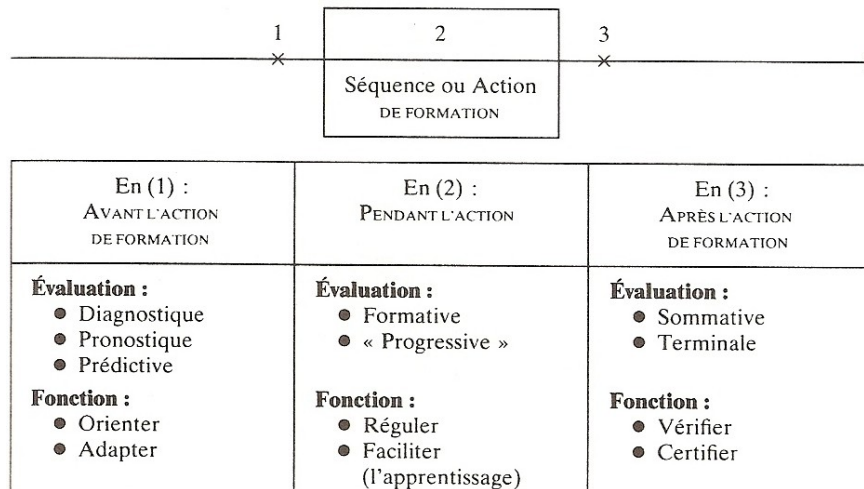 1
2
3
Séquence ou Action
DE FORMATION
En (1) :
AVANT L'ACTION
DE FORMATION
Évaluation :
● Diagnostique
● Pronostique
● Prédictive
Fonction :
● Orienter
● Adapter
En (2) :
PENDANT L'ACTION
Évaluation :
● Formative
● « Progressive »
Fonction :
● Réguler
● Faciliter
(l'apprentissage)
En (3) :
APRÈS L'ACTION
DE FORMATION
Évaluation :
● Sommative
● Terminale
Fonction :
● Vérifier
● Certifier